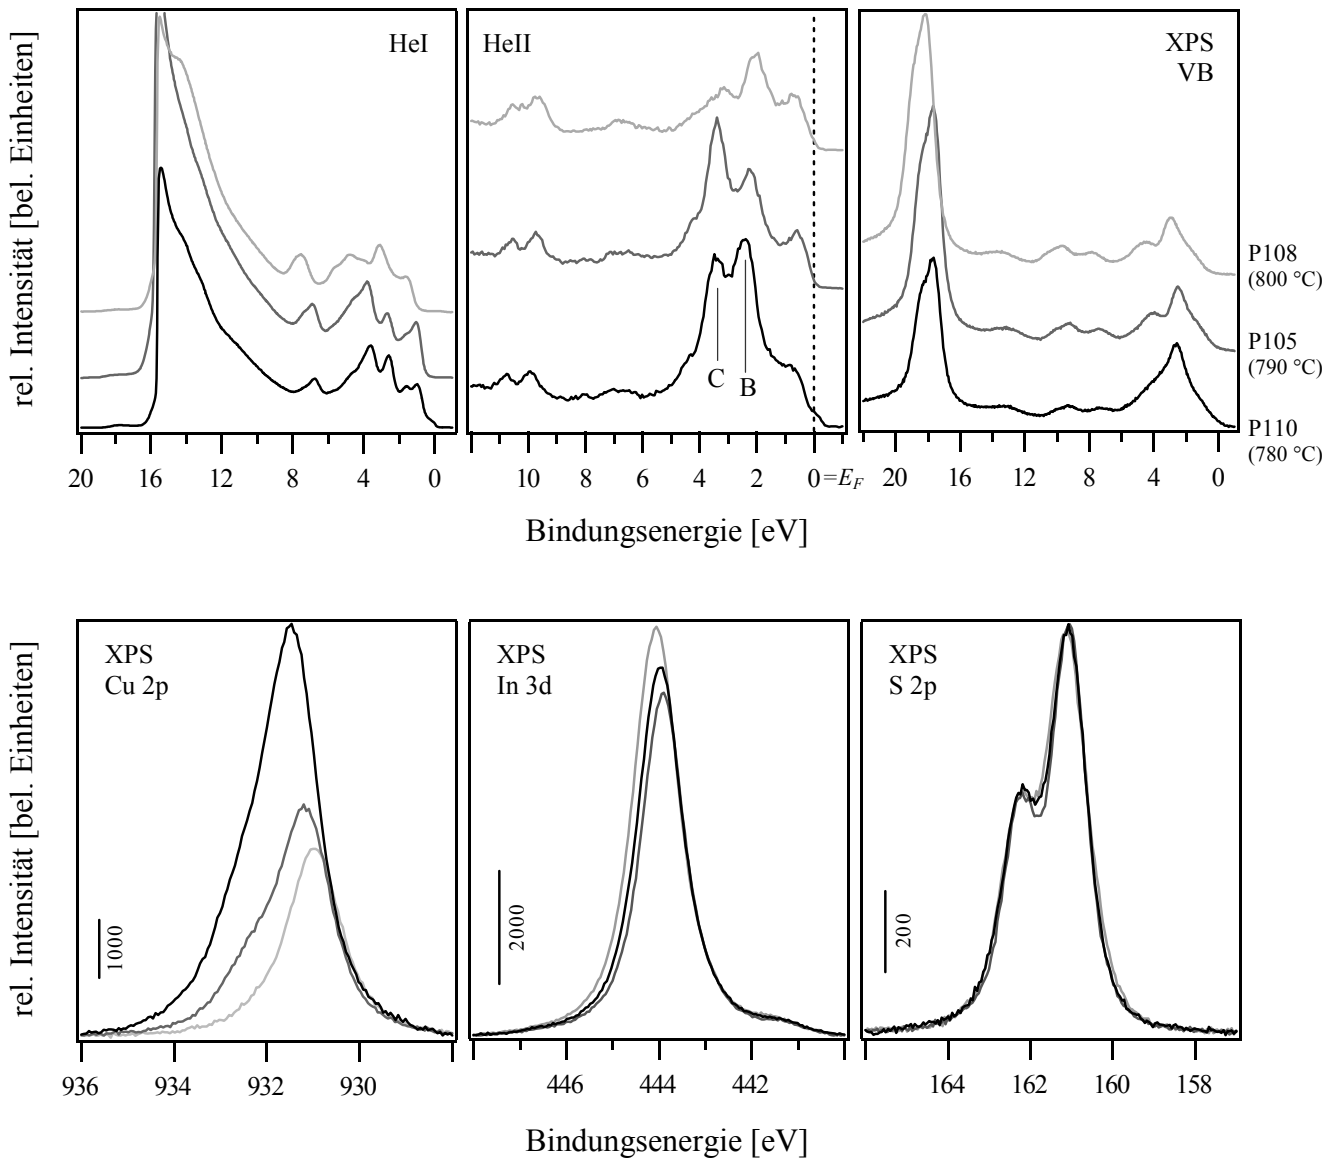 rel. Intensität [bel. Einheiten]
HeI
HeII
XPS
VB
C
B
P108
(800 °C)
P105
(790 °C)
P110
(780 °C)
20 16 12 8 4 0
10 8 6 4 2 0=E_F
20 16 12 8 4 0
Bindungsenergie [eV]
rel. Intensität [bel. Einheiten]
XPS
Cu 2p
1000
XPS
In 3d
2000
XPS
S 2p
200
936 934 932 930
446 444 442
164 162 160 158
Bindungsenergie [eV]